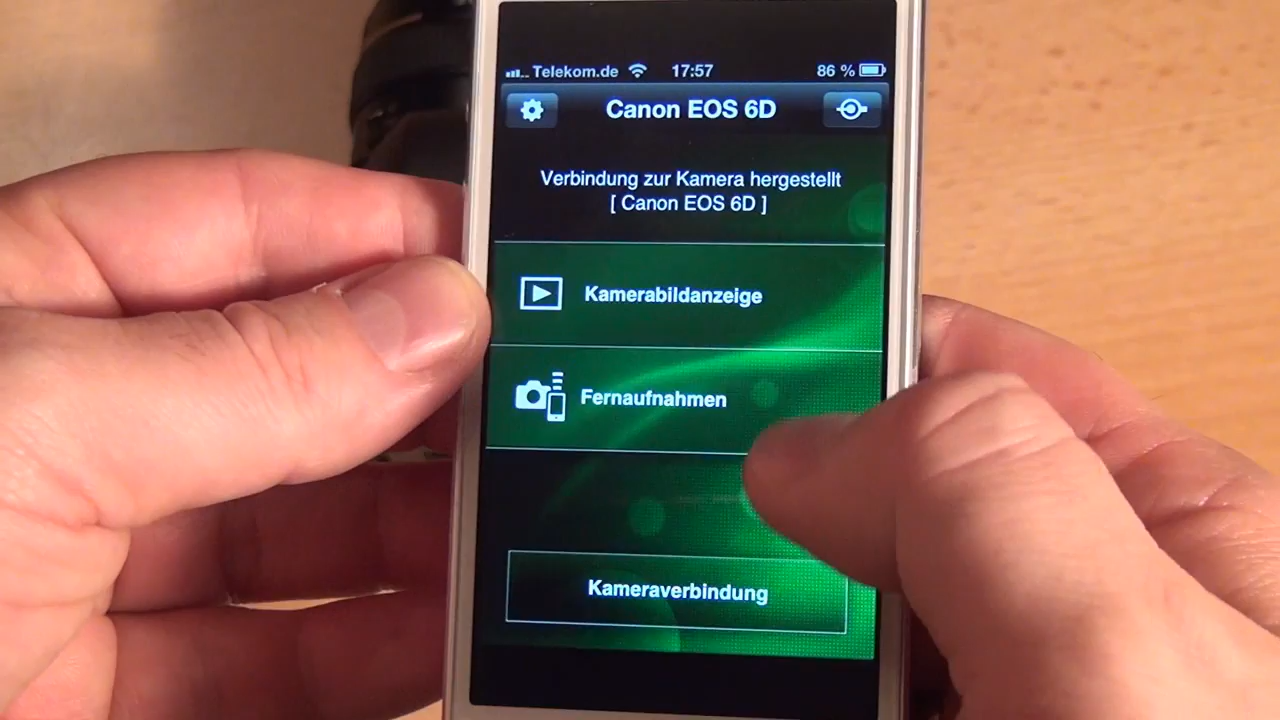 Telekom.de 17:57 86 %
Canon EOS 6D
Verbindung zur Kamera hergestellt
[ Canon EOS 6D ]
Kamerabildanzeige
Fernaufnahmen
Kameraverbindung